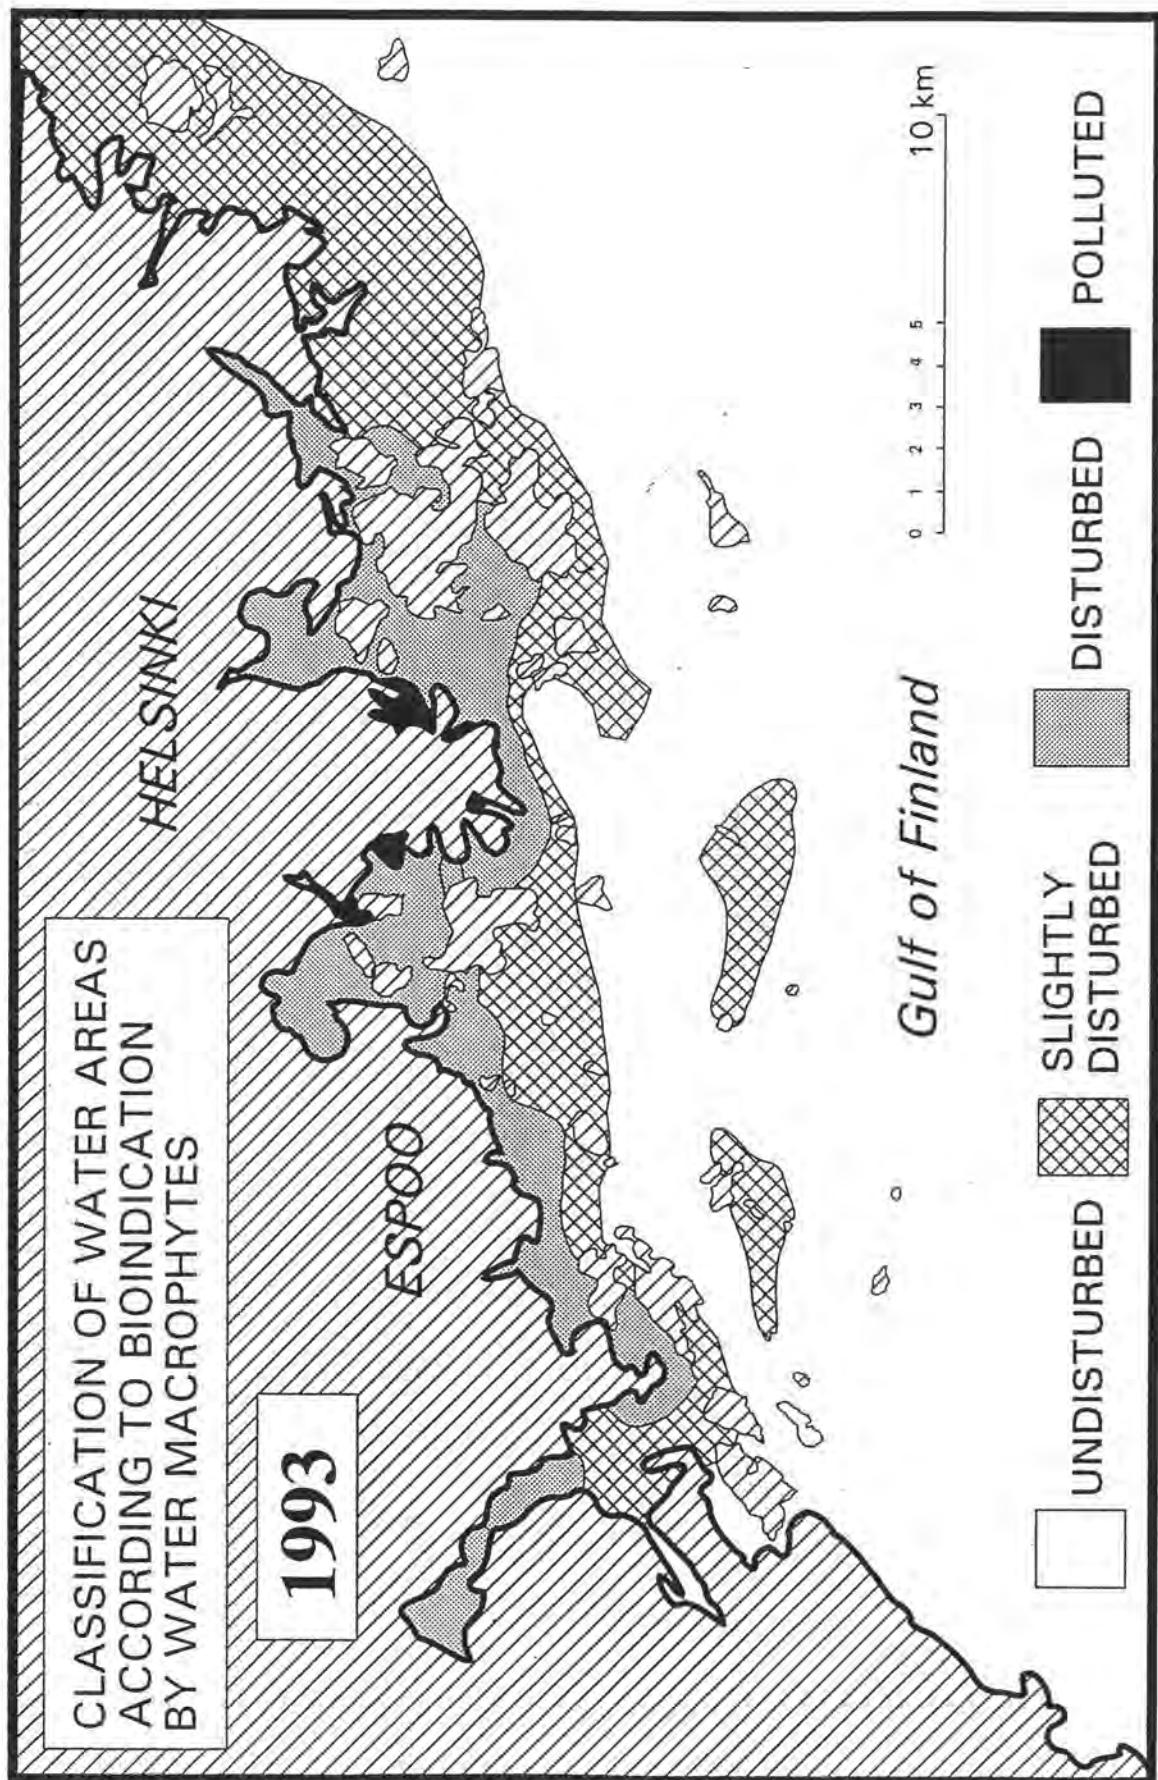 CLASSIFICATION OF WATER AREAS
ACCORDING TO BIOINDICATION
BY WATER MACROPHYTES
1993
HELSINKI
ESPOO
Gulf of Finland
0 1 2 3 4 5 10 km
UNDISTURBED
SLIGHTLY
DISTURBED
DISTURBED
POLLUTED